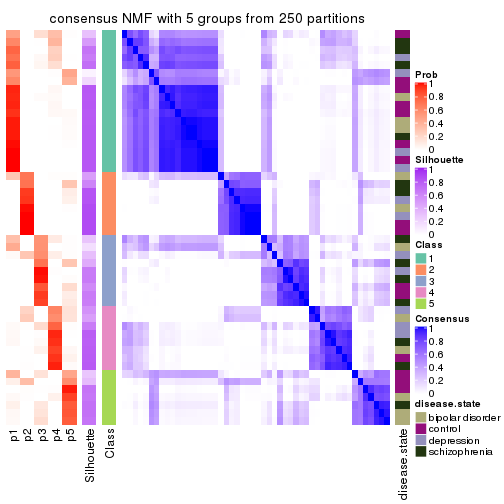 consensus NMF with 5 groups from 250 partitions
Prob
1
0.8
0.6
0.4
0.2
0
Silhouette
1
0.8
0.6
0.4
0.2
0
Class
1
2
3
4
5
Consensus
1
0.8
0.6
0.4
0.2
0
disease.state
bipolar disorder
control
depression
schizophrenia
p1
p2
p3
p4
p5
Silhouette
Class
disease.state